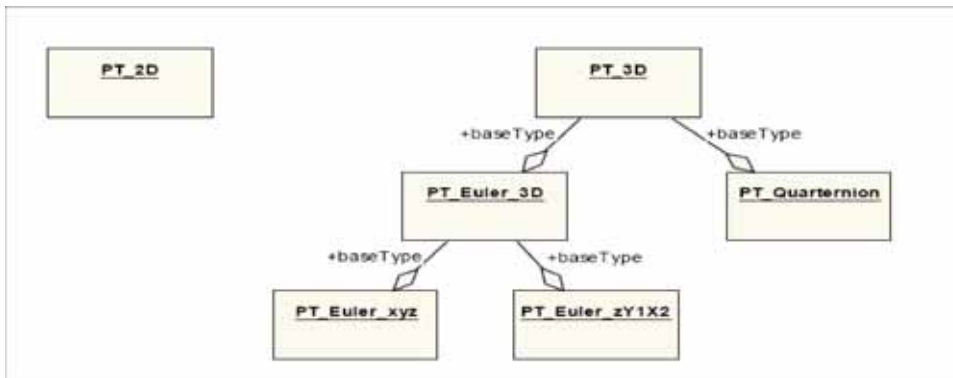 PT_2D
PT_3D
+baseType
+baseType
PT_Euler_3D
PT_Quarternion
+baseType
+baseType
PT_Euler_xyz
PT_Euler_zY1X2